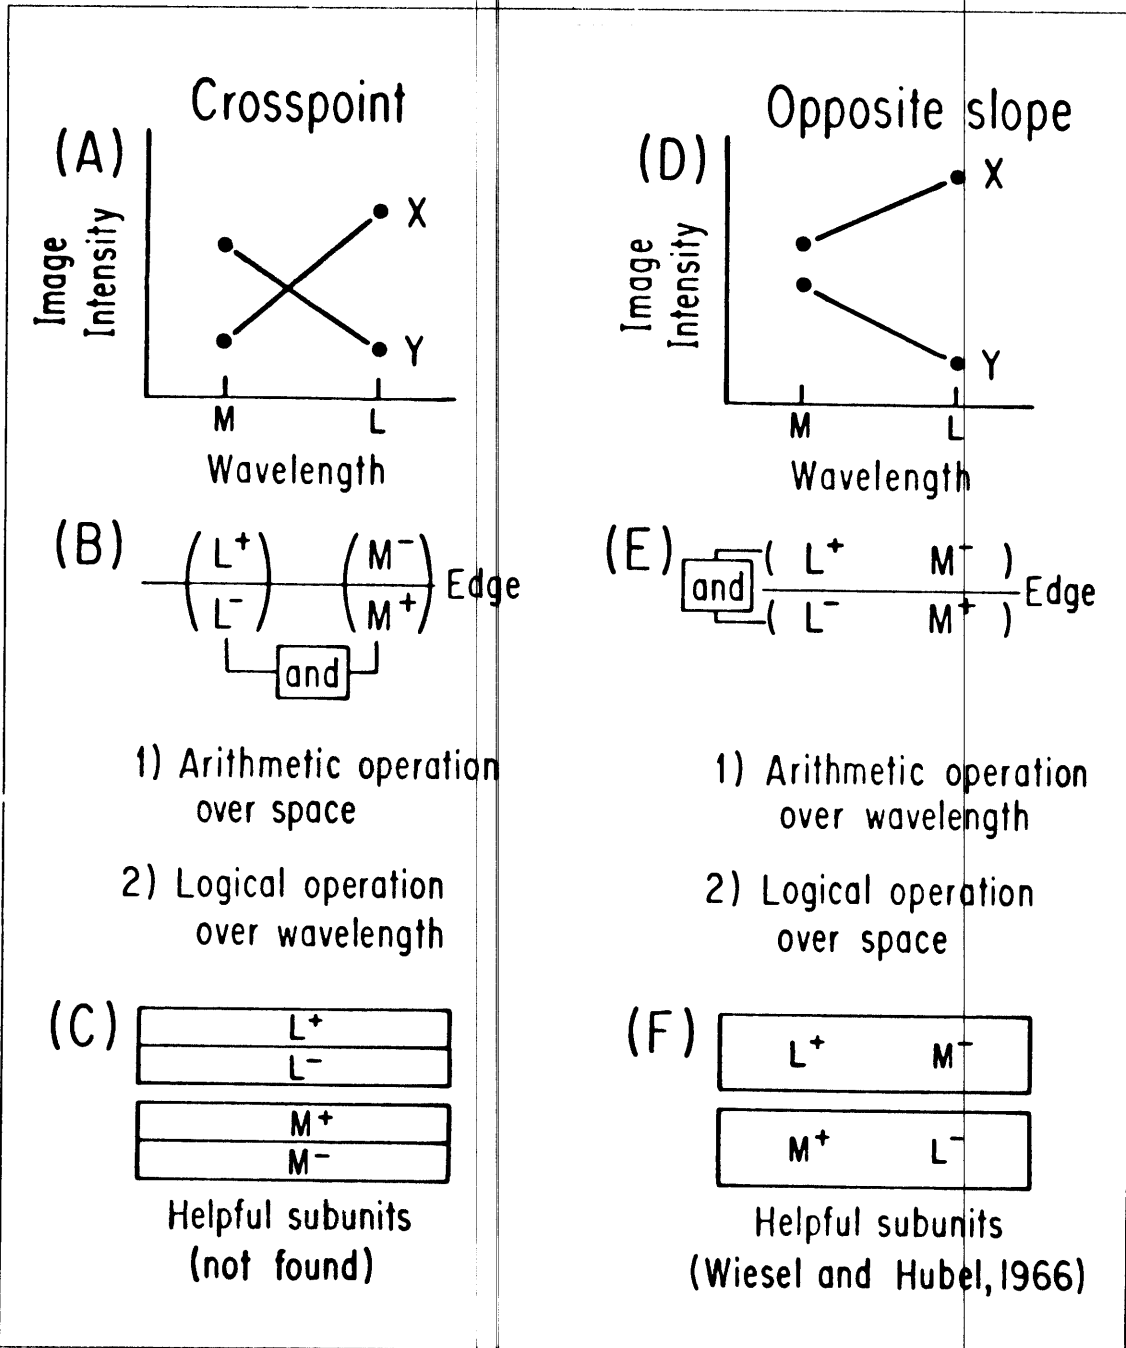 Crosspoint
(A)
Image
Intensity
X
Y
M L
Wavelength
(B)
(L+) (M−)
Edge
(L−) (M+)
and
1) Arithmetic operation
over space
2) Logical operation
over wavelength
(C)
L+
L−
M+
M−
Helpful subunits
(not found)
Opposite slope
(D)
Image
Intensity
X
Y
M L
Wavelength
(E)
( L+ M− )
and
Edge
( L− M+ )
1) Arithmetic operation
over wavelength
2) Logical operation
over space
(F)
L+ M−
M+ L−
Helpful subunits
(Wiesel and Hubel, 1966)